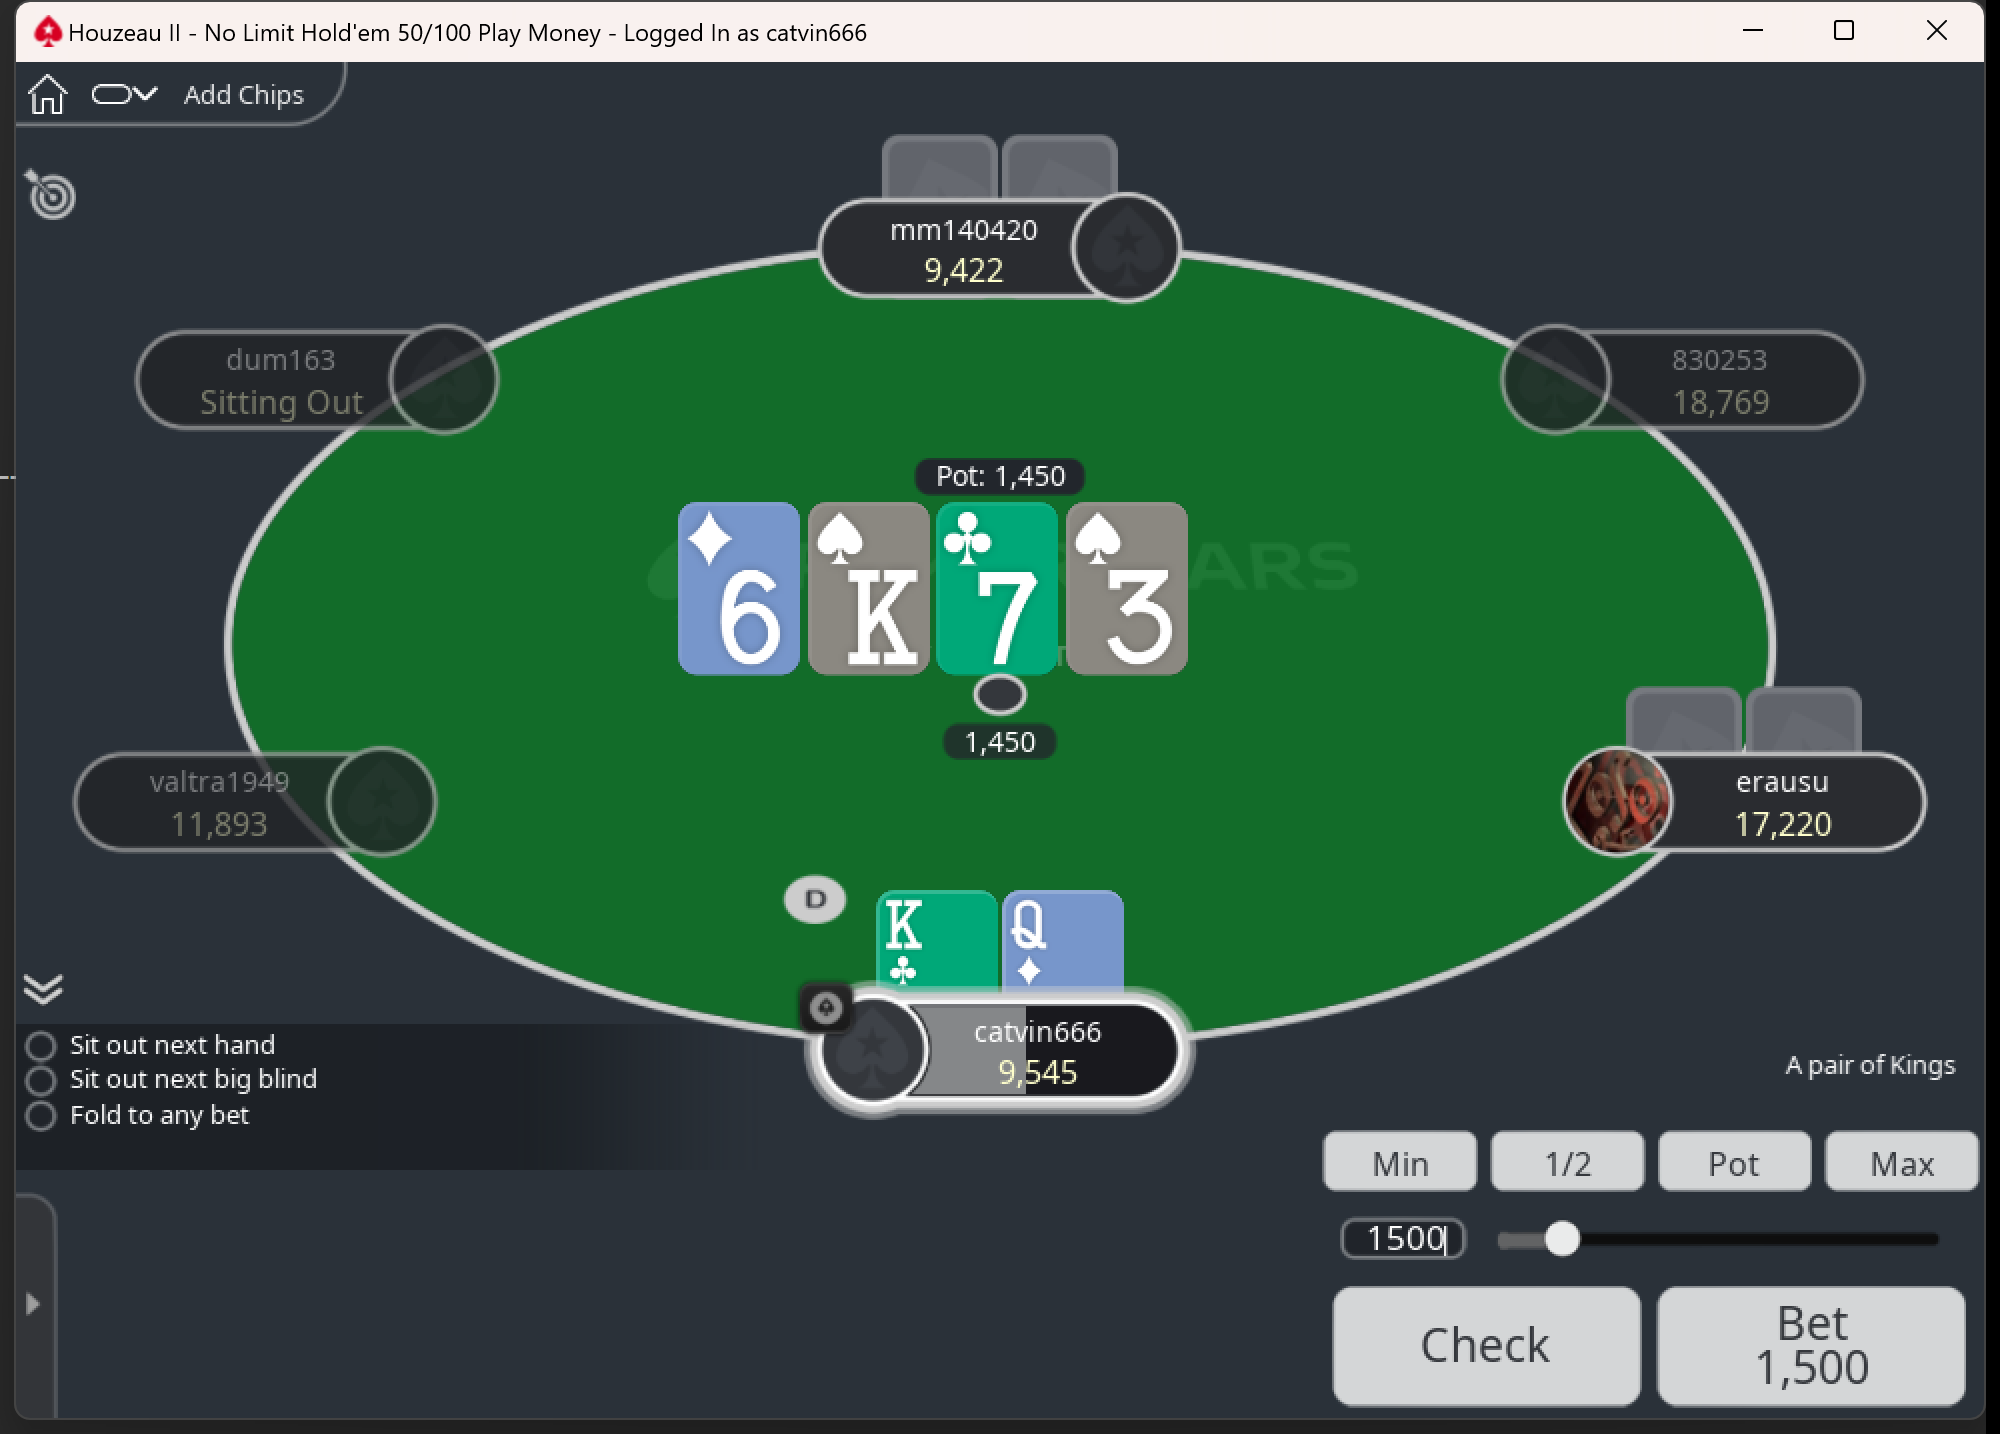 Houzeau II - No Limit Hold'em 50/100 Play Money - Logged In as catvin666
Add Chips
mm140420
9,422
dum163
Sitting Out
830253
18,769
Pot: 1,450
6
K
7
3
ARS
1,450
valtra1949
11,893
erausu
17,220
D
K
Q
catvin666
9,545
Sit out next hand
Sit out next big blind
Fold to any bet
A pair of Kings
Min
1/2
Pot
Max
1500
Check
Bet
1,500